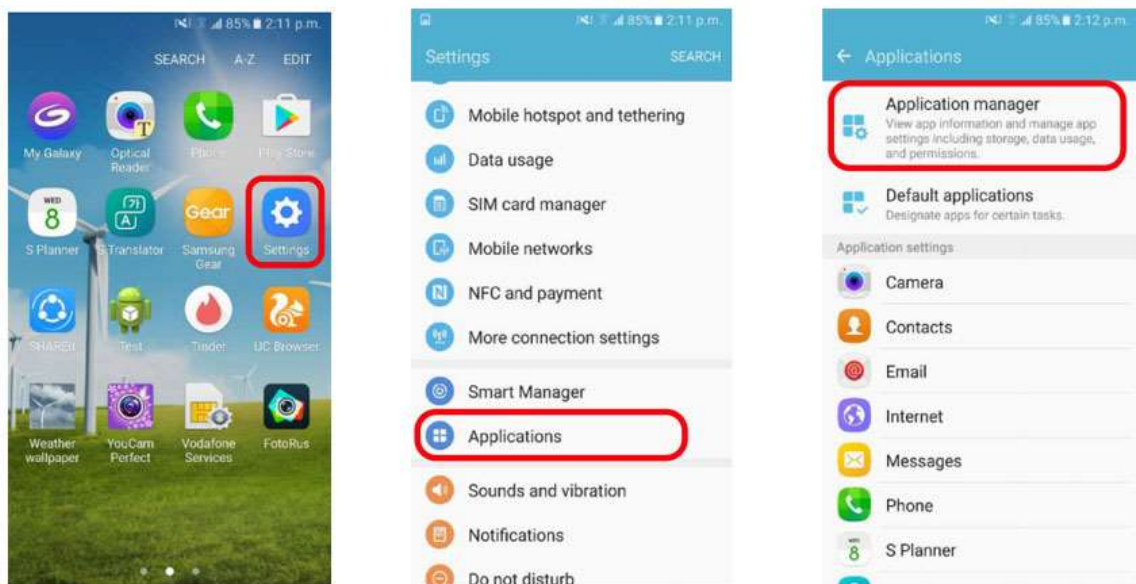 85% 2:11 p.m.
SEARCH A-Z EDIT
My Galaxy
Optical
Reader
Phone
Play Store
WED
8
S Planner
S Translator
Gear
Samsung
Gear
Settings
SHAREit
Test
Tinder
UC Browser
Weather
wallpaper
YouCam
Perfect
Vodafone
Services
FotoRus
85% 2:11 p.m.
Settings SEARCH
Mobile hotspot and tethering
Data usage
SIM card manager
Mobile networks
NFC and payment
More connection settings
Smart Manager
Applications
Sounds and vibration
Notifications
Do not disturb
85% 2:12 p.m.
Applications
Application manager
View app information and manage app
settings including storage, data usage,
and permissions.
Default applications
Designate apps for certain tasks.
Application settings
Camera
Contacts
Email
Internet
Messages
Phone
8
S Planner